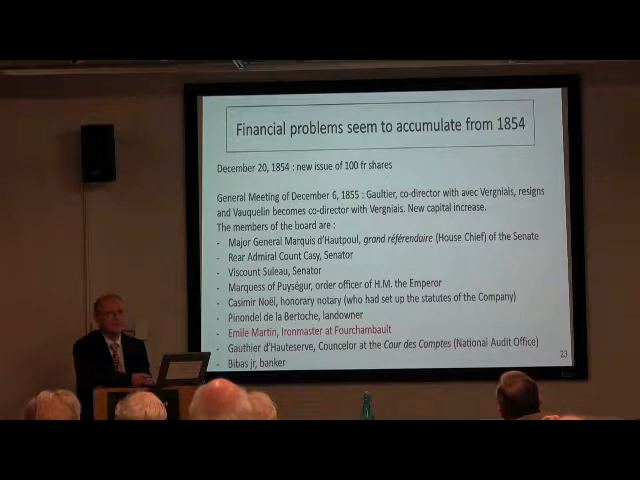 Financial problems seem to accumulate from 1854
December 20, 1854 : new issue of 100 fr shares
General Meeting of December 6, 1855 : Gaultier, co-director with avec Vergniais, resigns
and Vauquelin becomes co-director with Vergniais. New capital increase.
The members of the board are :
- Major General Marquis d'Hautpoul, grand référendaire (House Chief) of the Senate
- Rear Admiral Count Casy, Senator
- Viscount Suleau, Senator
- Marquess of Puységur, order officer of H.M. the Emperor
- Casimir Noël, honorary notary (who had set up the statutes of the Company)
- Pinondel de la Bertoche, landowner
- Emile Martin, Ironmaster at Fourchambault
- Gauthier d'Hauteserve, Councelor at the Cour des Comptes (National Audit Office)
- Bibas jr, banker
23